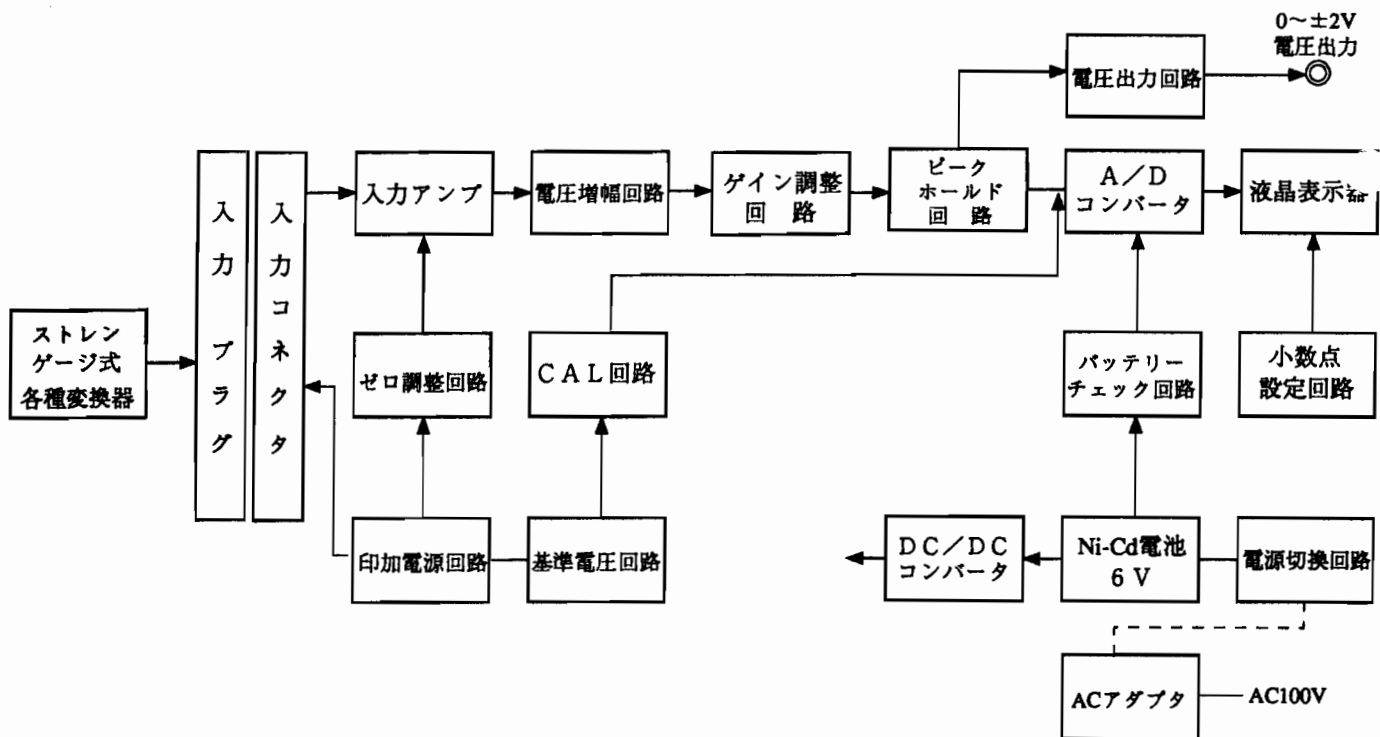 0～±2V
電圧出力
電圧出力回路
入力プラグ
入力コネクタ
入力アンプ
電圧増幅回路
ゲイン調整
回 路
ピーク
ホールド
回 路
A／D
コンバータ
液晶表示器
ストレン
ゲージ式
各種変換器
ゼロ調整回路
CAL回路
バッテリー
チェック回路
小数点
設定回路
印加電源回路
基準電圧回路
DC／DC
コンバータ
Ni-Cd電池
6 V
電源切換回路
ACアダプタ
AC100V